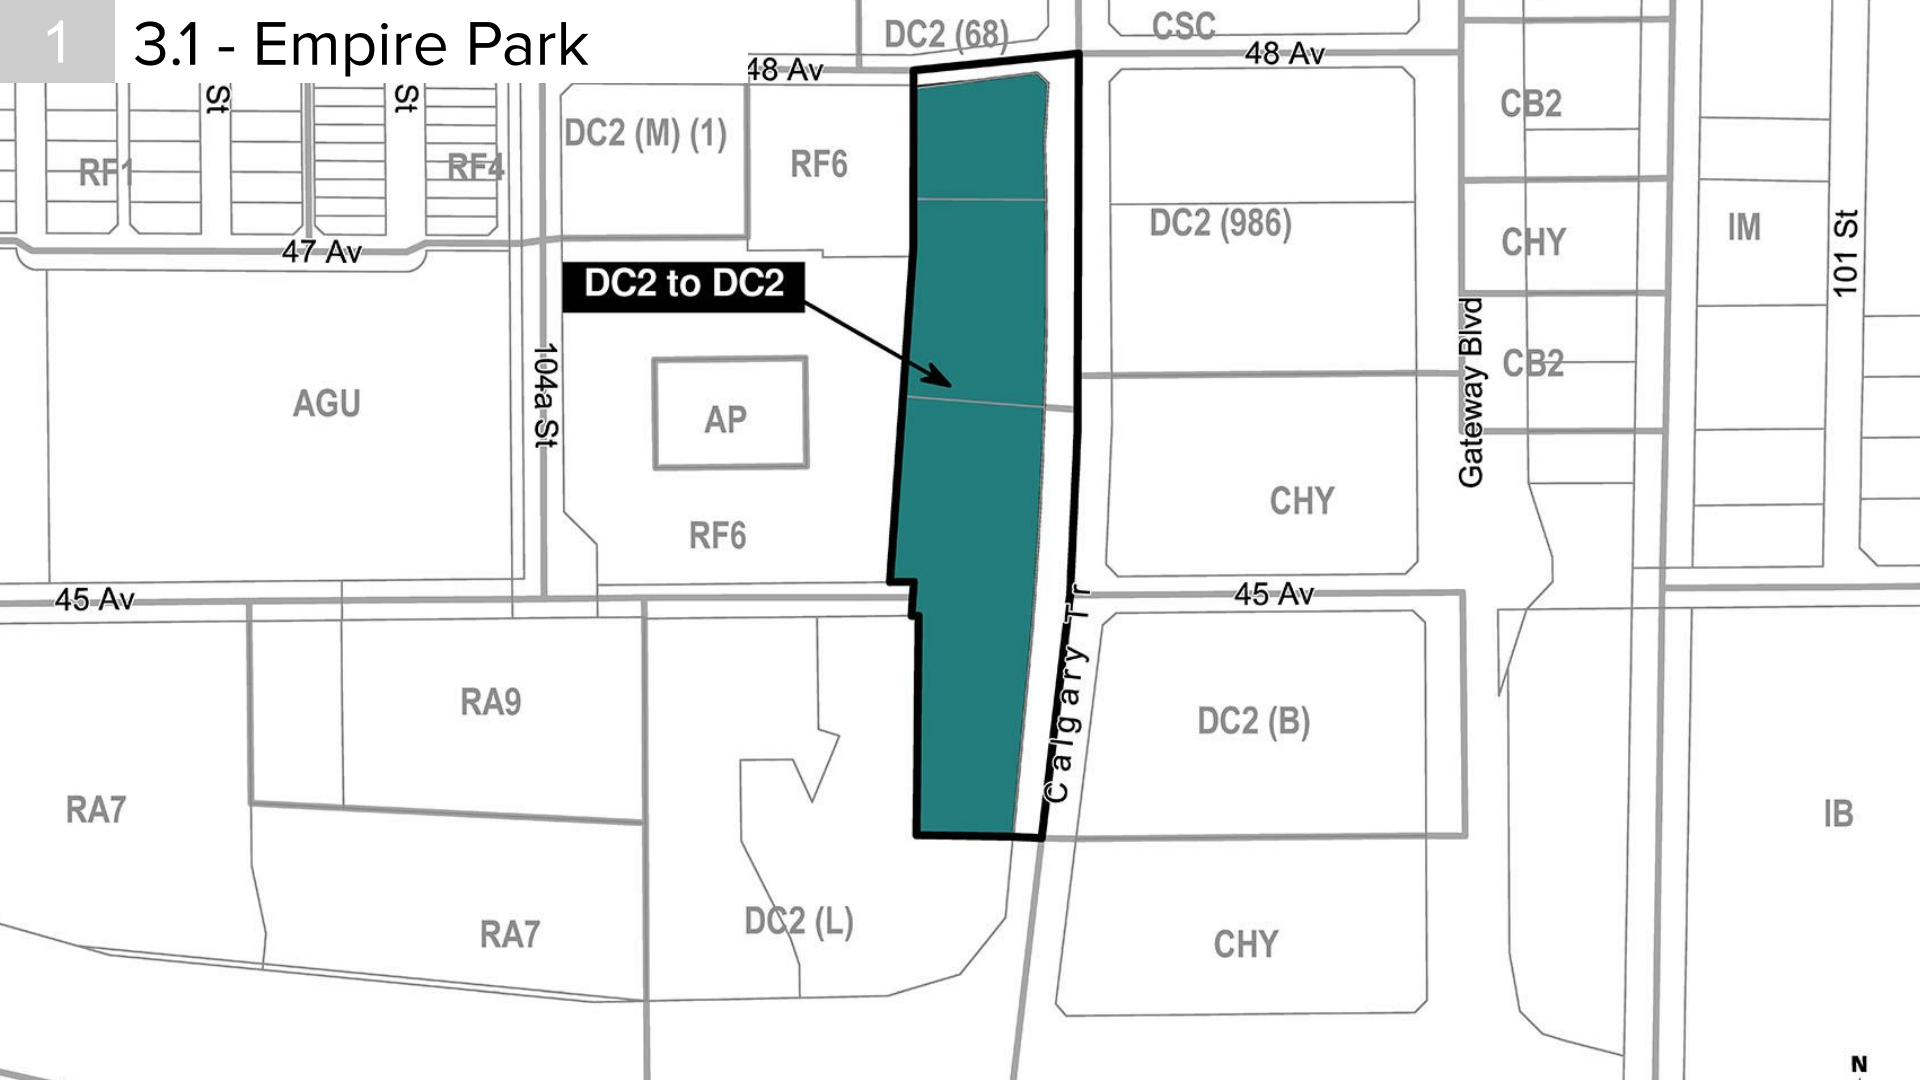 1
3.1 - Empire Park
DC2 (68)
CSC
48 Av
48 Av
St
St
DC2 (M) (1)
RF6
CB2
RF1
RF4
47 Av
DC2 (986)
CHY
IM
101 St
DC2 to DC2
104a St
AGU
AP
Gateway Blvd
CB2
RF6
CHY
45 Av
45 Av
Calgary Tr
RA9
DC2 (B)
RA7
IB
RA7
DC2 (L)
CHY
N